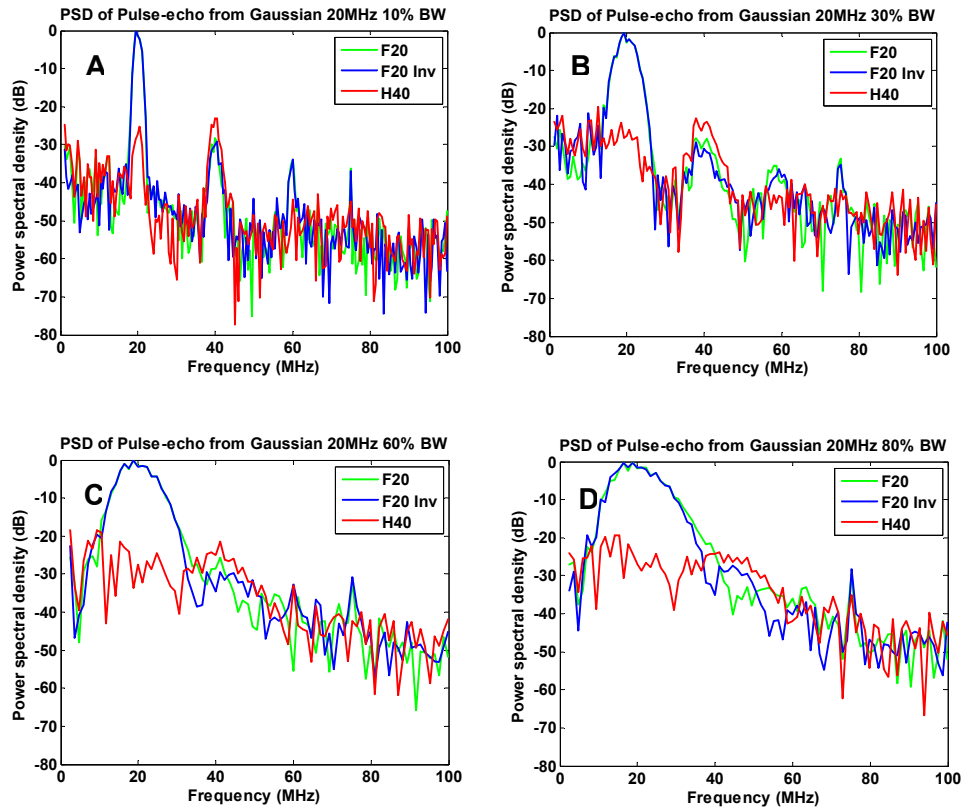 PSD of Pulse-echo from Gaussian 20MHz 10% BW
A
F20
F20 Inv
H40
Power spectral density (dB)
0
-10
-20
-30
-40
-50
-60
-70
-80
0 20 40 60 80 100
Frequency (MHz)
PSD of Pulse-echo from Gaussian 20MHz 30% BW
B
F20
F20 Inv
H40
Power spectral density (dB)
0
-10
-20
-30
-40
-50
-60
-70
-80
0 20 40 60 80 100
Frequency (MHz)
PSD of Pulse-echo from Gaussian 20MHz 60% BW
C
F20
F20 Inv
H40
Power spectral density (dB)
0
-10
-20
-30
-40
-50
-60
-70
-80
0 20 40 60 80 100
Frequency (MHz)
PSD of Pulse-echo from Gaussian 20MHz 80% BW
D
F20
F20 Inv
H40
Power spectral density (dB)
0
-10
-20
-30
-40
-50
-60
-70
-80
0 20 40 60 80 100
Frequency (MHz)